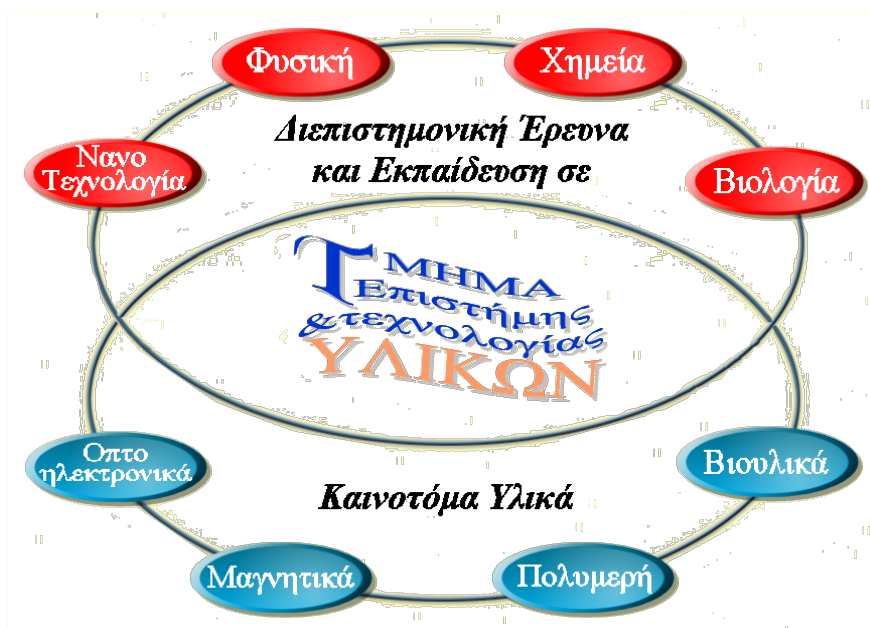 Φυσική
Χημεία
Διεπιστημονική Έρευνα
και Εκπαίδευση σε
Νανο
Τεχνολογία
Βιολογία
ΤΜΗΜΑ
Επιστήμης
&τεχνολογίας
ΥΛΙΚΩΝ
Οπτο
ηλεκτρονικά
Βιουλικά
Καινοτόμα Υλικά
Μαγνητικά
Πολυμερή